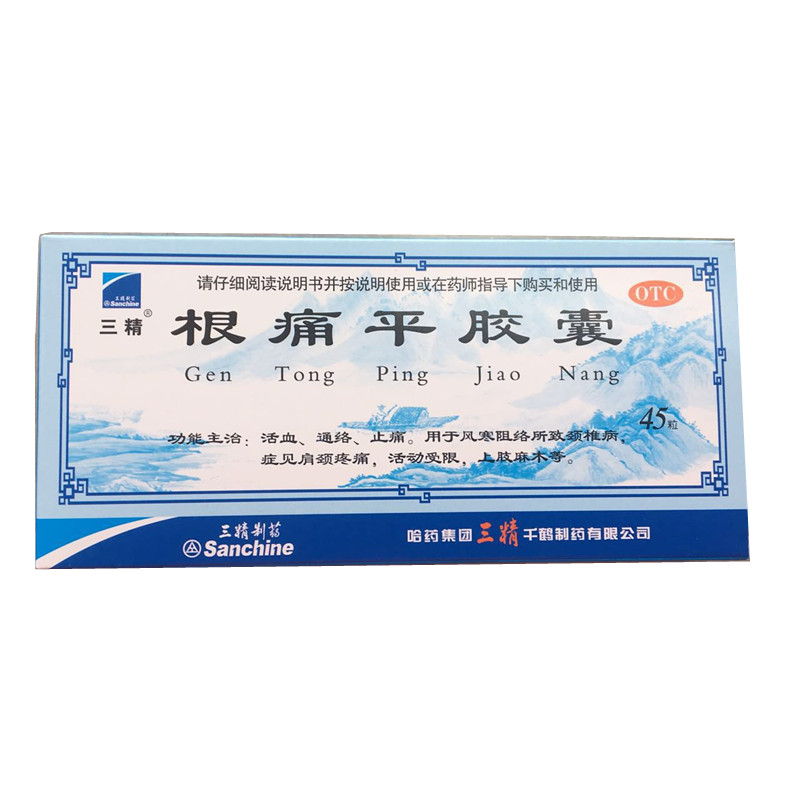 请仔细阅读说明书并按说明使用或在药师指导下购买和使用
OTC
三精制药
Sanchine
三精®
根痛平胶囊
Gen Tong Ping Jiao Nang
45粒
功能主治：活血、通络、止痛。用于风寒阻络所致颈椎病，
症见肩颈疼痛，活动受限，上肢麻木等。
三精制药
Sanchine
哈药集团三精千鹤制药有限公司